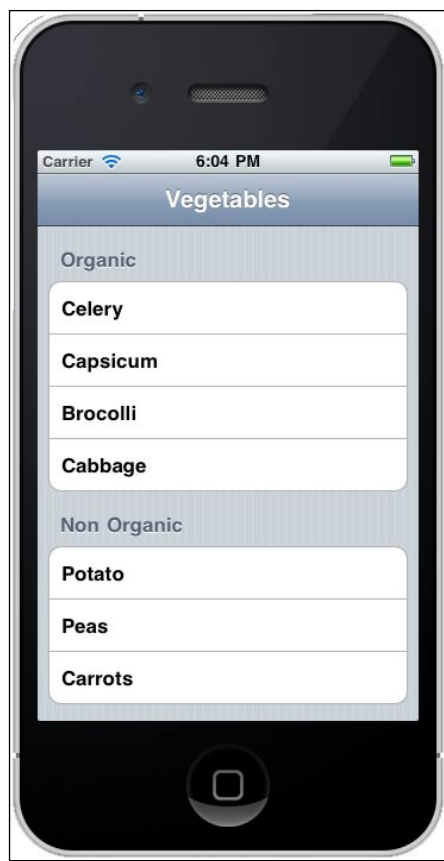 Carrier 6:04 PM
Vegetables
Organic
Celery
Capsicum
Brocolli
Cabbage
Non Organic
Potato
Peas
Carrots